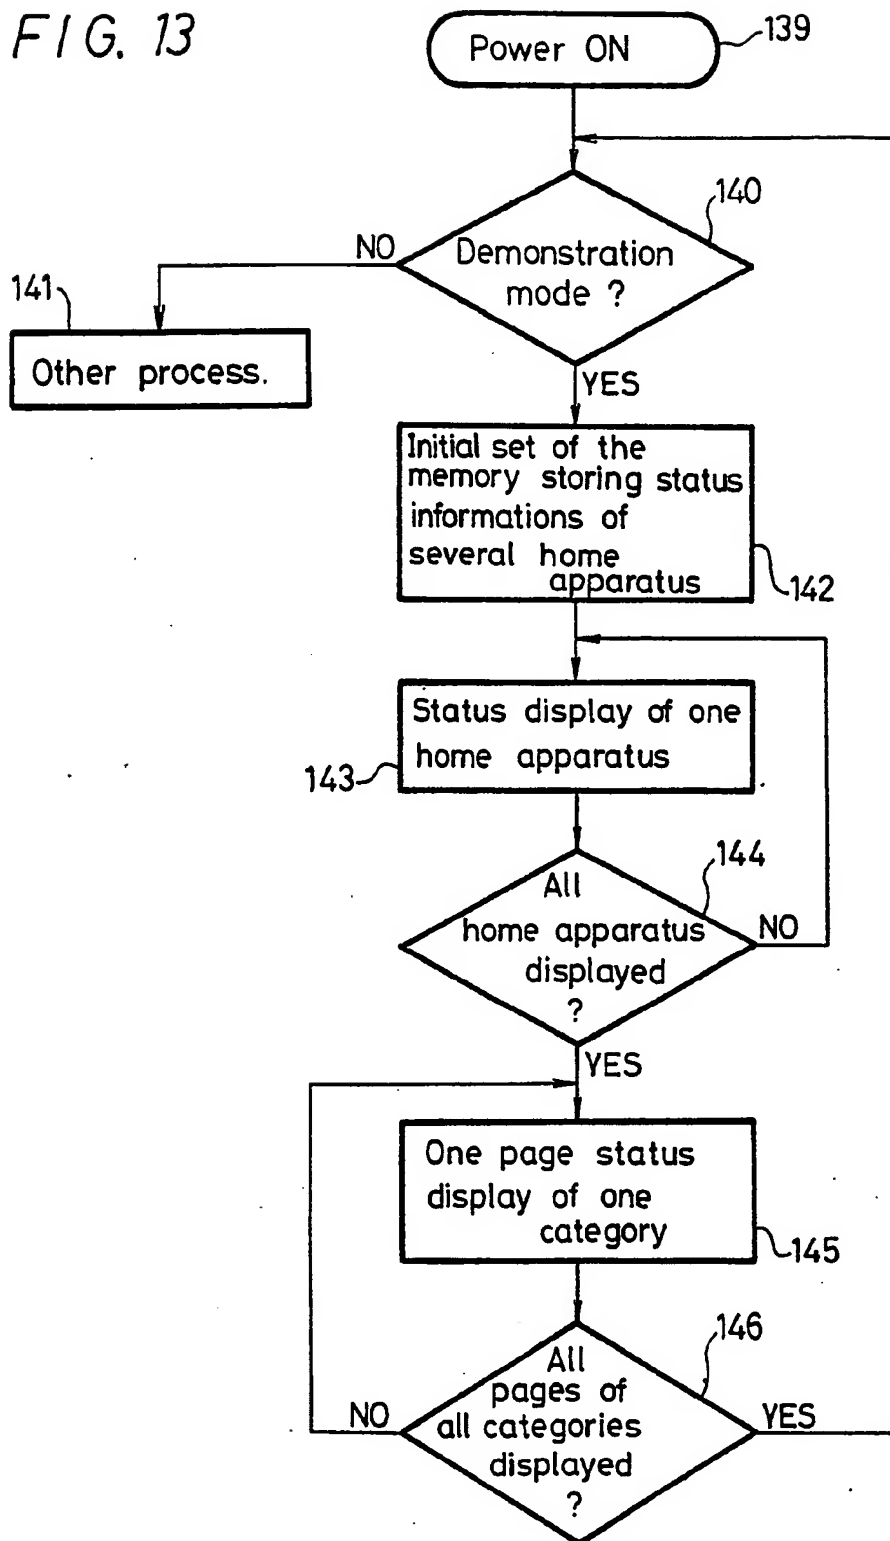 FIG. 13
Power ON
139
140
Demonstration
mode ?
NO
141
Other process.
YES
Initial set of the
memory storing status
informations of
several home
apparatus
142
Status display of one
home apparatus
143
144
All
home apparatus
displayed
?
NO
YES
One page status
display of one
category
145
146
All
pages of
all categories
displayed
?
NO
YES